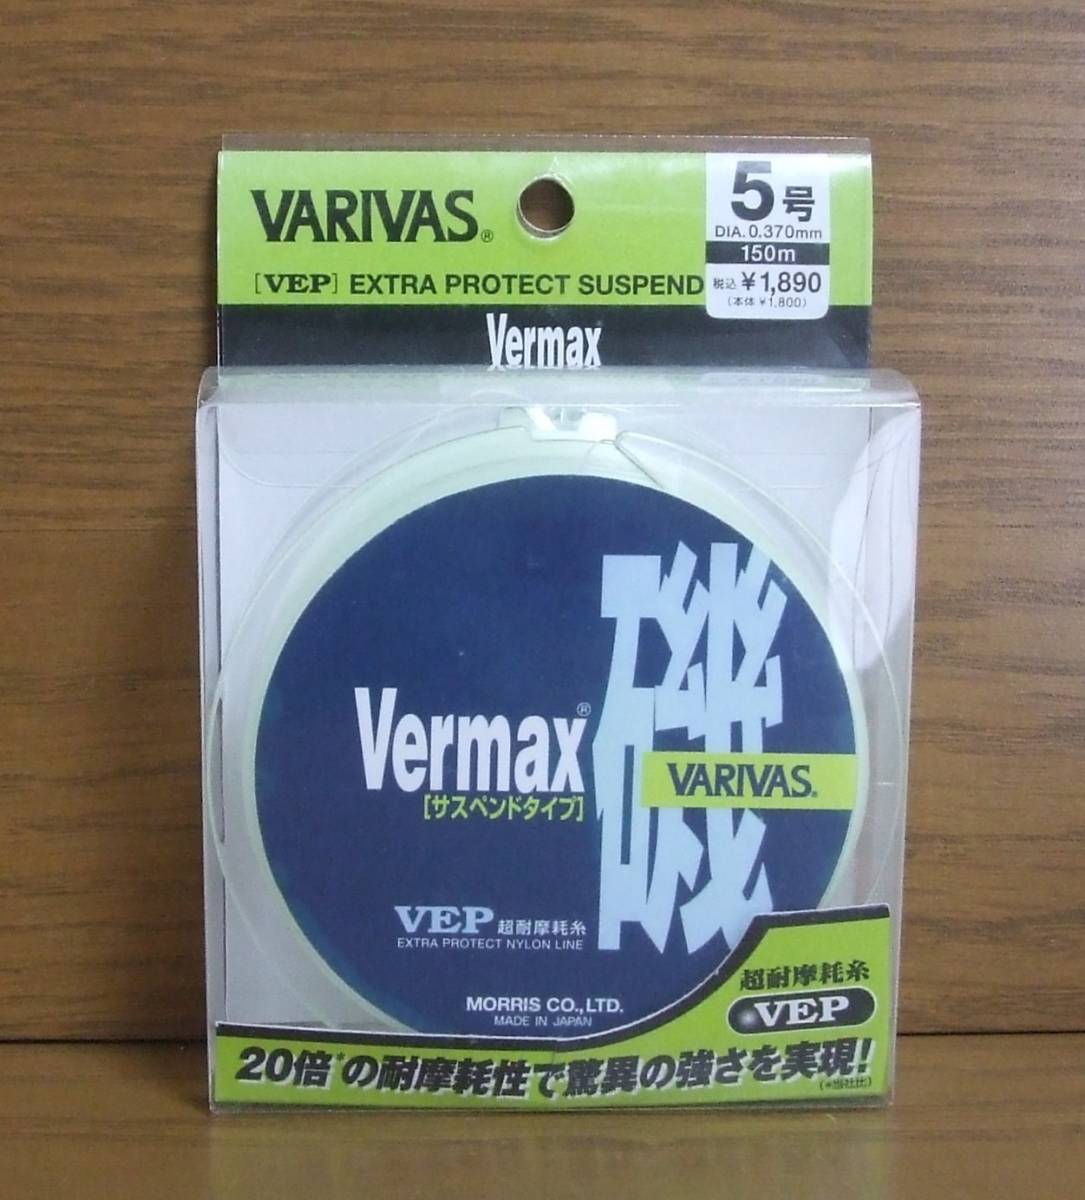 VARIVAS®
5号
DIA. 0.370mm
150m
税込 ¥1,890
(本体 ¥1,800)
[VEP] EXTRA PROTECT SUSPEND
Vermax
磯
Vermax®
VARIVAS®
[サスペンドタイプ]
VEP 超耐摩耗糸
EXTRA PROTECT NYLON LINE
MORRIS CO., LTD.
MADE IN JAPAN
超耐摩耗糸
VEP
20倍*の耐摩耗性で驚異の強さを実現!
(*当社比)